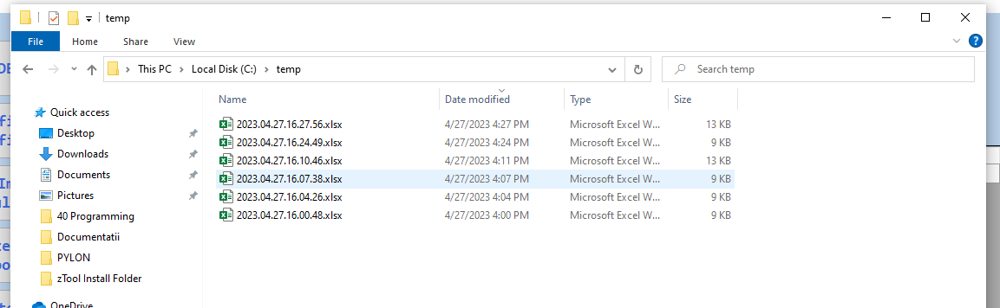 temp
File Home Share View
This PC Local Disk (C:) temp Search temp
Name Date modified Type Size
Quick access
Desktop
Downloads
Documents
Pictures
40 Programming
Documentatii
PYLON
zTool Install Folder
OneDrive
2023.04.27.16.27.56.xlsx 4/27/2023 4:27 PM Microsoft Excel W... 13 KB
2023.04.27.16.24.49.xlsx 4/27/2023 4:24 PM Microsoft Excel W... 9 KB
2023.04.27.16.10.46.xlsx 4/27/2023 4:11 PM Microsoft Excel W... 13 KB
2023.04.27.16.07.38.xlsx 4/27/2023 4:07 PM Microsoft Excel W... 9 KB
2023.04.27.16.04.26.xlsx 4/27/2023 4:04 PM Microsoft Excel W... 9 KB
2023.04.27.16.00.48.xlsx 4/27/2023 4:00 PM Microsoft Excel W... 9 KB